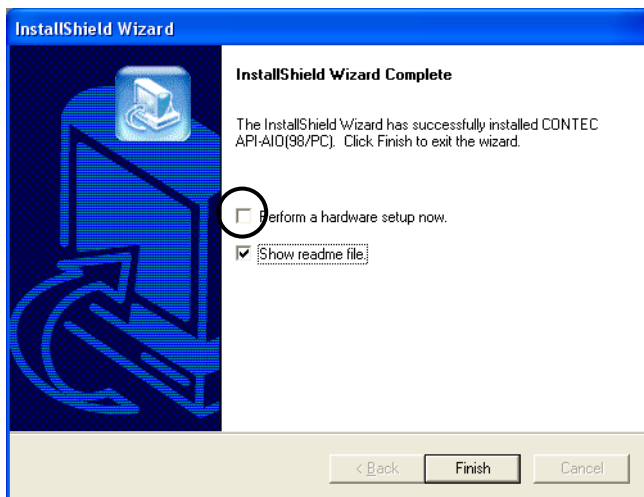 InstallShield Wizard
InstallShield Wizard Complete
The InstallShield Wizard has successfully installed CONTEC
API-AIO(98/PC). Click Finish to exit the wizard.
Perform a hardware setup now.
Show readme file.
< Back Finish Cancel